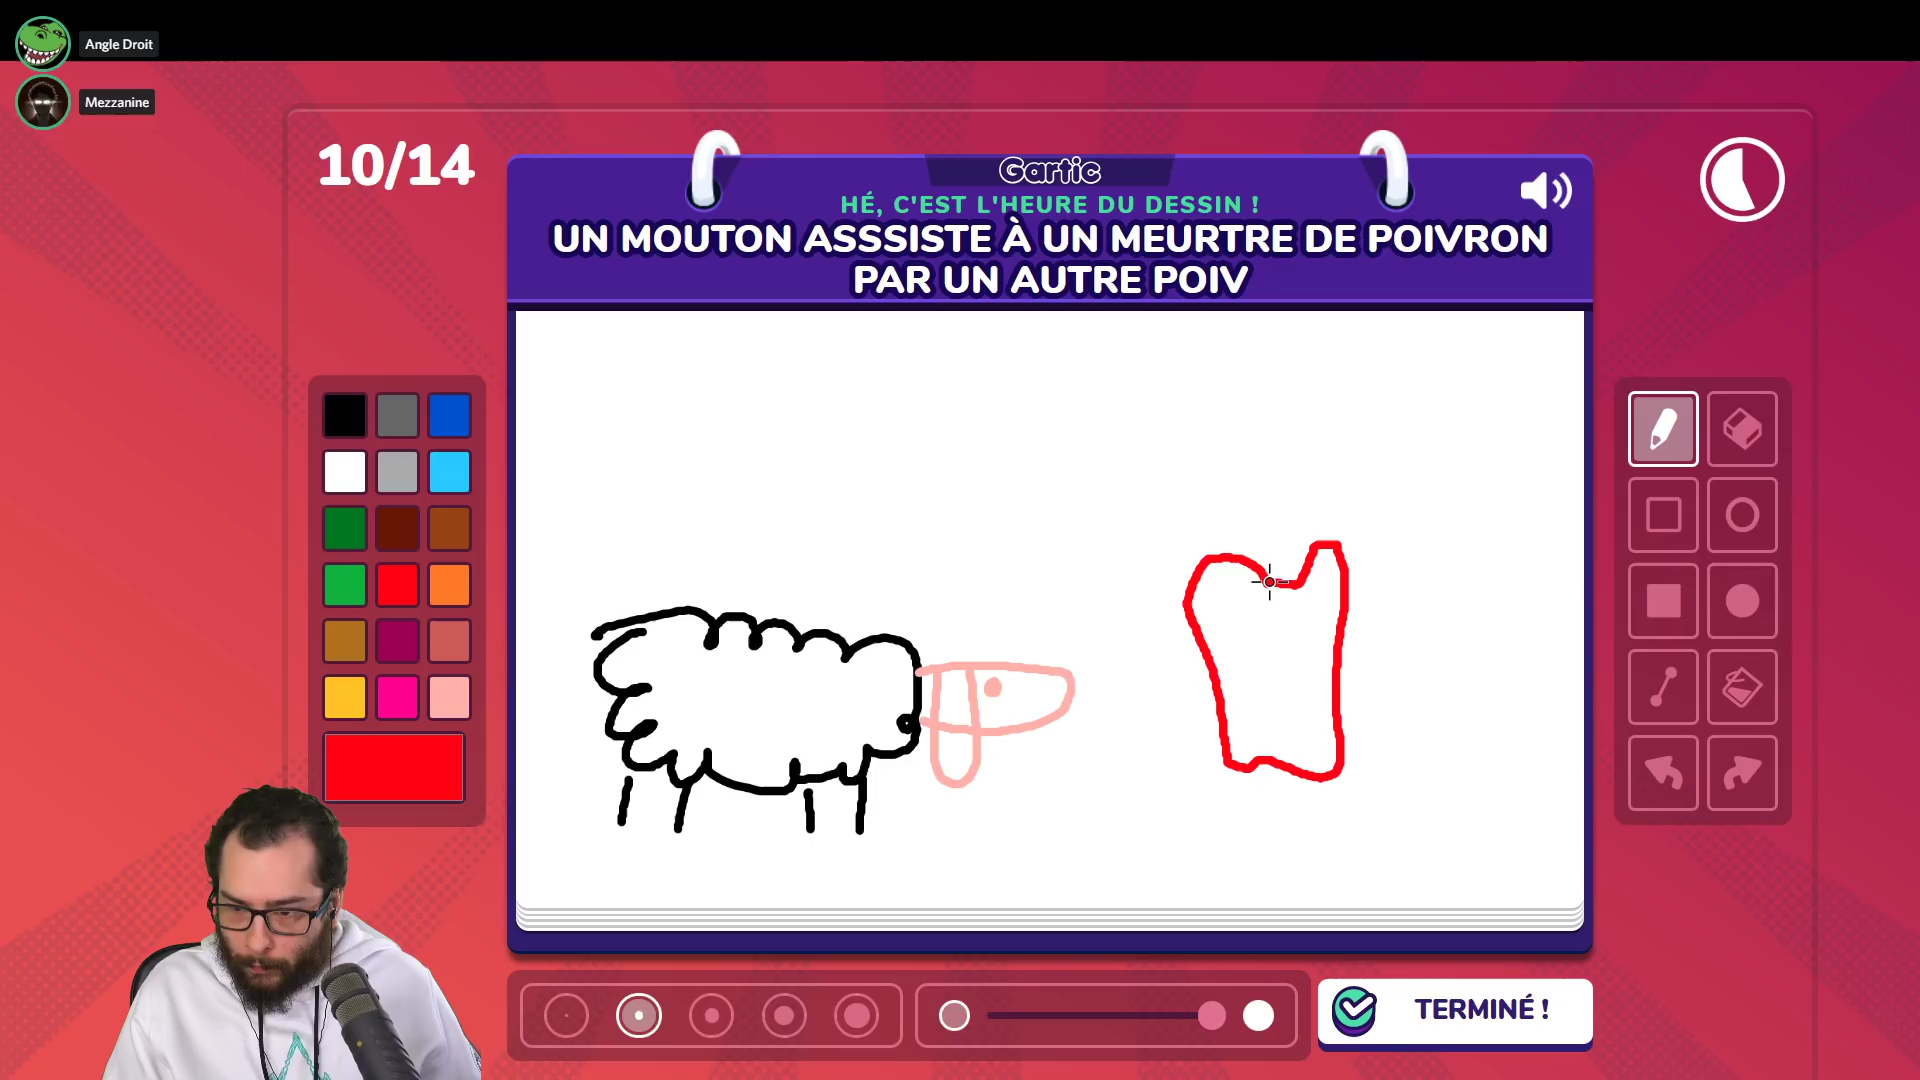 Angle Droit
Mezzanine
10/14
Gartic
HÉ, C'EST L'HEURE DU DESSIN !
UN MOUTON ASSSISTE À UN MEURTRE DE POIVRON
PAR UN AUTRE POIV
TERMINÉ !